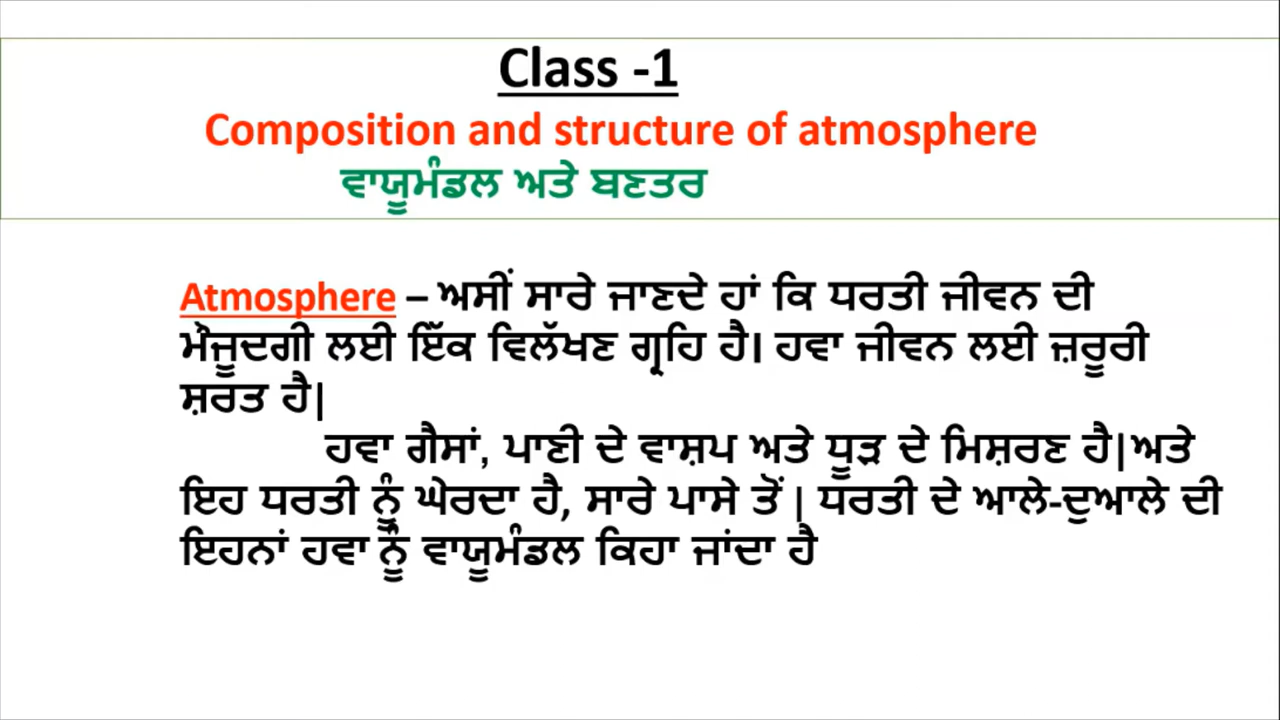 Class -1
Composition and structure of atmosphere
ਵਾਯੂਮੰਡਲ ਅਤੇ ਬਣਤਰ
Atmosphere – ਅਸੀਂ ਸਾਰੇ ਜਾਣਦੇ ਹਾਂ ਕਿ ਧਰਤੀ ਜੀਵਨ ਦੀ
ਮੌਜੂਦਗੀ ਲਈ ਇੱਕ ਵਿਲੱਖਣ ਗ੍ਰਹਿ ਹੈ। ਹਵਾ ਜੀਵਨ ਲਈ ਜ਼ਰੂਰੀ
ਸ਼ਰਤ ਹੈ|
ਹਵਾ ਗੈਸਾਂ, ਪਾਣੀ ਦੇ ਵਾਸ਼ਪ ਅਤੇ ਧੂੜ ਦੇ ਮਿਸ਼ਰਣ ਹੈ|ਅਤੇ
ਇਹ ਧਰਤੀ ਨੂੰ ਘੇਰਦਾ ਹੈ, ਸਾਰੇ ਪਾਸੇ ਤੋਂ | ਧਰਤੀ ਦੇ ਆਲੇ-ਦੁਆਲੇ ਦੀ
ਇਹਨਾਂ ਹਵਾ ਨੂੰ ਵਾਯੂਮੰਡਲ ਕਿਹਾ ਜਾਂਦਾ ਹੈ